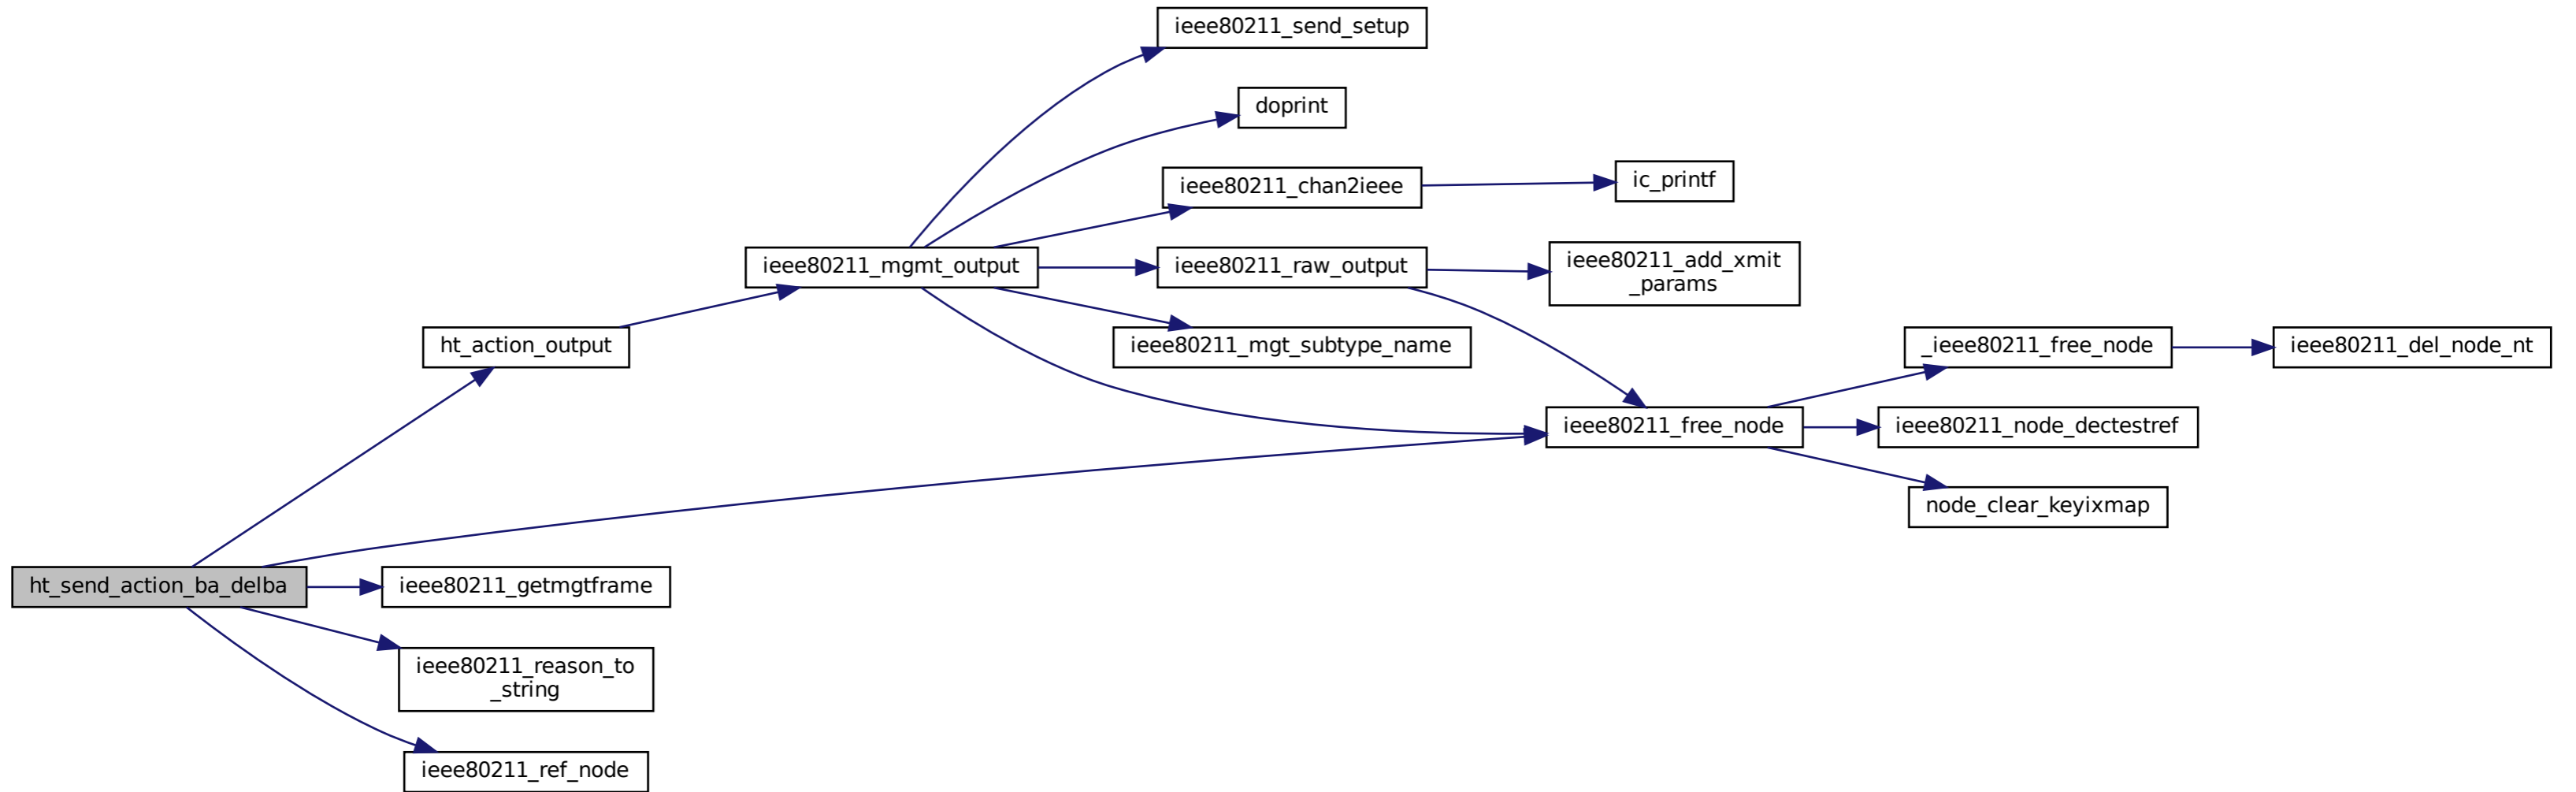 ieee80211_send_setup
doprint
ieee80211_chan2ieee
ic_printf
ieee80211_mgmt_output
ieee80211_raw_output
ieee80211_add_xmit
_params
ht_action_output
ieee80211_mgt_subtype_name
_ieee80211_free_node
ieee80211_del_node_nt
ieee80211_free_node
ieee80211_node_dectestref
node_clear_keyixmap
ht_send_action_ba_delba
ieee80211_getmgtframe
ieee80211_reason_to
_string
ieee80211_ref_node